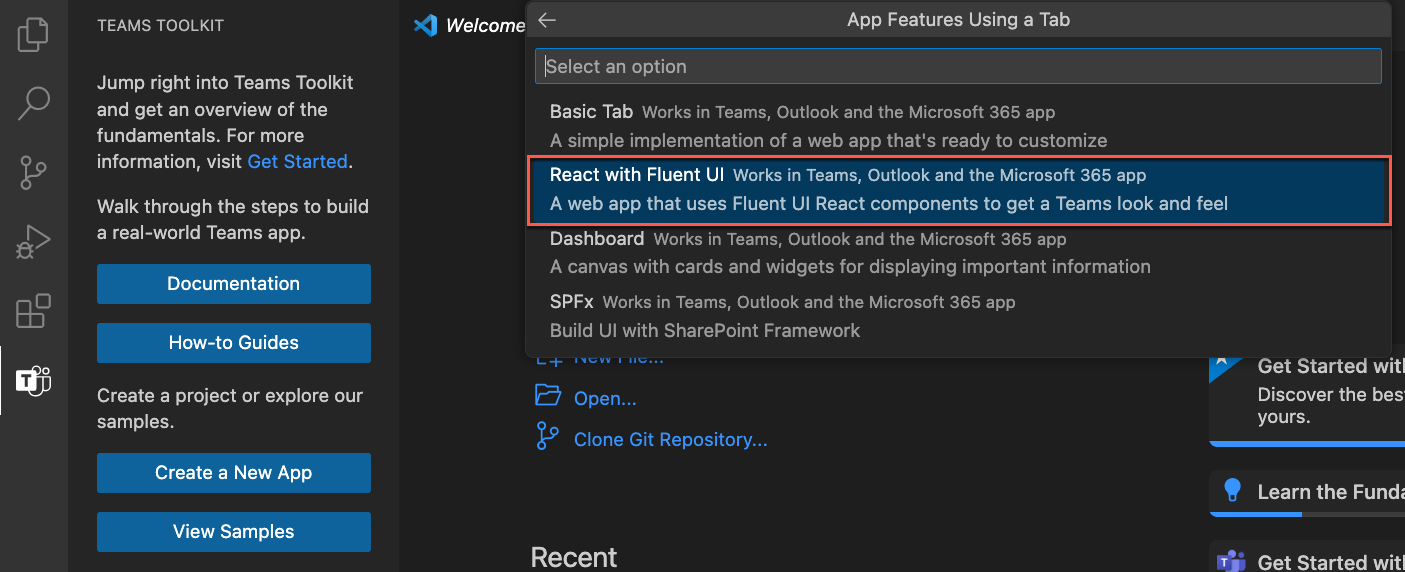 TEAMS TOOLKIT
Jump right into Teams Toolkit
and get an overview of the
fundamentals. For more
information, visit Get Started.
Walk through the steps to build
a real-world Teams app.
Documentation
How-to Guides
Create a project or explore our
samples.
Create a New App
View Samples
Welcome
App Features Using a Tab
Select an option
Basic Tab Works in Teams, Outlook and the Microsoft 365 app
A simple implementation of a web app that's ready to customize
React with Fluent UI Works in Teams, Outlook and the Microsoft 365 app
A web app that uses Fluent UI React components to get a Teams look and feel
Dashboard Works in Teams, Outlook and the Microsoft 365 app
A canvas with cards and widgets for displaying important information
SPFx Works in Teams, Outlook and the Microsoft 365 app
Build UI with SharePoint Framework
New File...
Open...
Clone Git Repository...
Recent
Get Started with
Discover the best
yours.
Learn the Funda
Get Started with